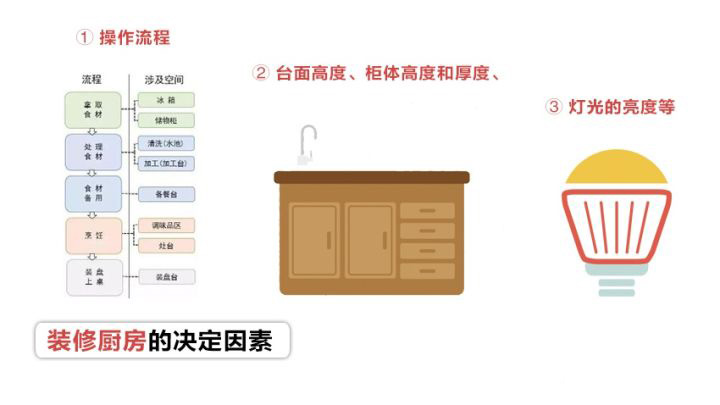 ① 操作流程
② 台面高度、柜体高度和厚度、
③ 灯光的亮度等
流程
涉及空间
拿取
食材
冰 箱
储物柜
处理
食材
清洗(水池)
加工(加工台)
食材
备用
备餐台
烹饪
调味品区
灶台
装盘
上桌
装盘台
装修厨房的决定因素